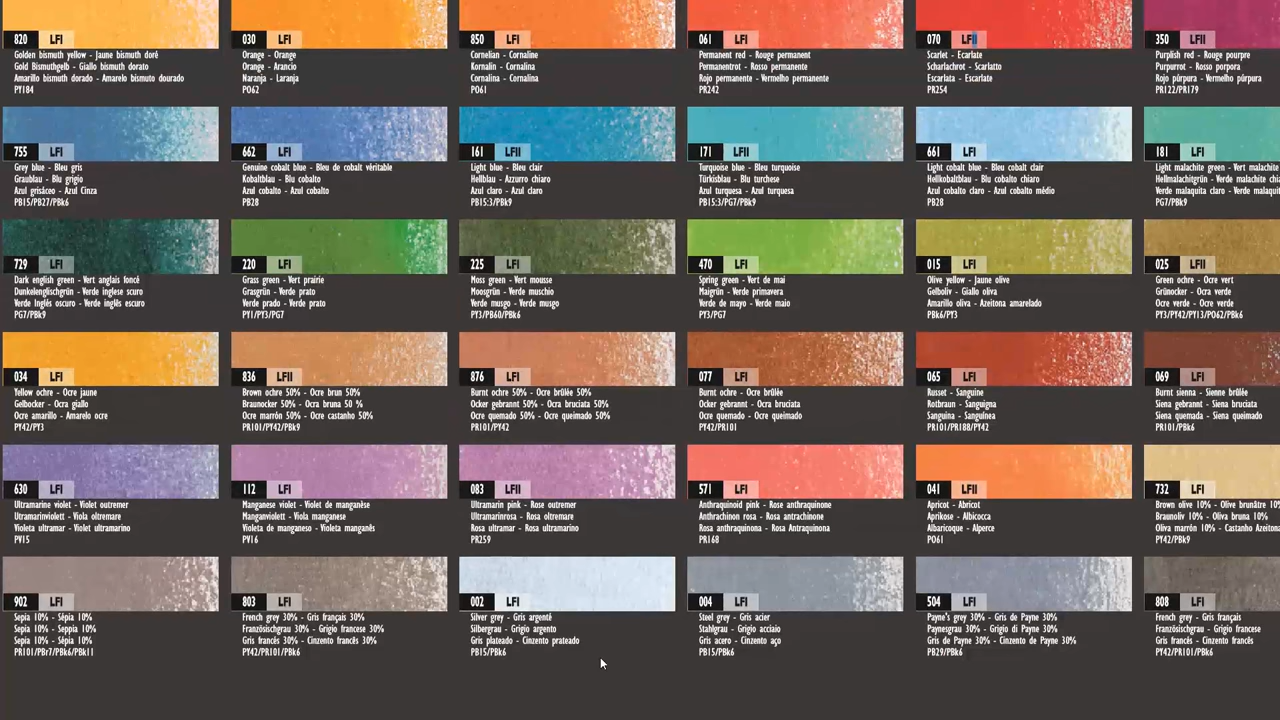 820 LFI
Golden bismuth yellow - Jaune bismuth doré
Gold Bismuthgelb - Giallo bismuth dorato
Amarillo bismuth dorado - Amarelo bismuto dourado
PY184
030 LFI
Orange - Orange
Orange - Arancio
Naranja - Laranja
PO62
850 LFI
Cornelian - Cornaline
Kornalin - Cornalina
Cornalina - Cornalina
PO61
061 LFI
Permanent red - Rouge permanent
Permanentrot - Rosso permanente
Rojo permanente - Vermelho permanente
PR242
070 LFII
Scarlet - Ecarlate
Scharlachrot - Scarlatto
Escarlata - Escarlate
PR254
350 LFII
Purplish red - Rouge pourpre
Purpurrot - Rosso porpora
Rojo púrpura - Vermelho púrpura
PR122/PR179
755 LFI
Grey blue - Bleu gris
Graublau - Blu grigio
Azul grisáceo - Azul Cinza
PB15/PB27/PBk6
662 LFI
Genuine cobalt blue - Bleu de cobalt véritable
Kobaltblau - Blu cobalto
Azul cobalto - Azul cobalto
PB28
161 LFII
Light blue - Bleu clair
Hellblau - Azzurro chiaro
Azul claro - Azul claro
PB15:3/PBk9
171 LFII
Turquoise blue - Bleu turquoise
Türkisblau - Blu turchese
Azul turquesa - Azul turquesa
PB15:3/PG7/PBk9
661 LFI
Light cobalt blue - Bleu cobalt clair
Hellkobaltblau - Blu cobalto chiaro
Azul cobalto claro - Azul cobalto médio
PB28
181 LFI
Light malachite green - Vert malachite
Hellmalachitgrün - Verde malachite chia
Verde malaquita claro - Verde malaquit
PG7/PBk9
729 LFI
Dark english green - Vert anglais foncé
Dunkelenglischgrün - Verde inglese scuro
Verde Inglés oscuro - Verde inglês escuro
PG7/PBk9
220 LFI
Grass green - Vert prairie
Grasgrün - Verde prato
Verde prado - Verde prato
PY1/PY3/PG7
225 LFI
Moss green - Vert mousse
Moosgrün - Verde mucchio
Verde musgo - Verde musgo
PY3/PB60/PBk6
470 LFI
Spring green - Vert de mai
Maigrün - Verde primavera
Verde de mayo - Verde maio
PY3/PG7
015 LFI
Olive yellow - Jaune olive
Gelboliv - Giallo oliva
Amarillo oliva - Azeitona amarelado
PBk6/PY3
025 LFII
Green ochre - Ocre vert
Grünocker - Ocra verde
Ocre verde - Ocre verde
PY3/PY42/PY13/PO62/PBk6
034 LFI
Yellow ochre - Ocre jaune
Gelbocker - Ocra giallo
Ocre amarillo - Amarelo ocre
PY42/PY3
836 LFII
Brown ochre 50% - Ocre brun 50%
Braunocker 50% - Ocra bruna 50 %
Ocre marrón 50% - Ocre castanho 50%
PR101/PY42/PBk9
876 LFI
Burnt ochre 50% - Ocre brûlée 50%
Ocker gebrannt 50% - Ocra bruciata 50%
Ocre quemado 50% - Ocre queimado 50%
PR101/PY42
077 LFI
Burnt ochre - Ocre brûlée
Ocker gebrannt - Ocra bruciata
Ocre quemado - Ocre queimado
PY42/PR101
065 LFI
Russet - Sanguine
Rotbraun - Sanguigna
Sanguina - Sanguínea
PR101/PR188/PY42
069 LFI
Burnt sienna - Sienne brûlée
Siena gebrannt - Siena bruciata
Siena quemada - Siena queimado
PR101/PBk6
630 LFI
Ultramarine violet - Violet outremer
Utramarinviolett - Viola oltremare
Violeta ultramar - Violet ultramarino
PV15
112 LFI
Manganese violet - Violet de manganèse
Manganviolett - Viola manganese
Violeta de manganeso - Violeta manganês
PV16
083 LFII
Ultramarin pink - Rose outremer
Ultramarinrosa - Rosa oltremare
Rosa ultramar - Rosa ultramarino
PR259
571 LFI
Anthraquinoid pink - Rose anthraquinone
Anthrachinon rosa - Rosa antrachinone
Rosa anthraquinona - Rosa Antraquinona
PR168
041 LFII
Apricot - Abricot
Aprikose - Albicocca
Albaricoque - Alperce
PO61
732 LFI
Brown olive 10% - Olive brunâtre 10
Braunoliv 10% - Oliva bruna 10%
Oliva marrón 10% - Castanho Azeitona
PY42/PBk9
902 LFI
Sepia 10% - Sépia 10%
Sepia 10% - Seppia 10%
Sepia 10% - Sépia 10%
PR101/PBr7/PBk6/PBk11
803 LFI
French grey 30% - Gris français 30%
Französischgrau 30% - Grigio francese 30%
Gris francés 30% - Cinzento francês 30%
PY42/PR101/PBk6
002 LFI
Silver grey - Gris argenté
Silbergrau - Grigio argento
Gris plateado - Cinzento prateado
PB15/PBk6
004 LFI
Steel grey - Gris acier
Stahlgrau - Grigio acciaio
Gris acero - Cinzento aço
PB15/PBk6
504 LFI
Payne's grey 30% - Gris de Payne 30%
Paynesgrau 30% - Grigio di Payne 30%
Gris de Payne 30% - Cinzento de Payne 30%
PB29/PBk6
808 LFI
French grey - Gris français
Französischgrau - Grigio francese
Gris francés - Cinzento francês
PY42/PR101/PBk6